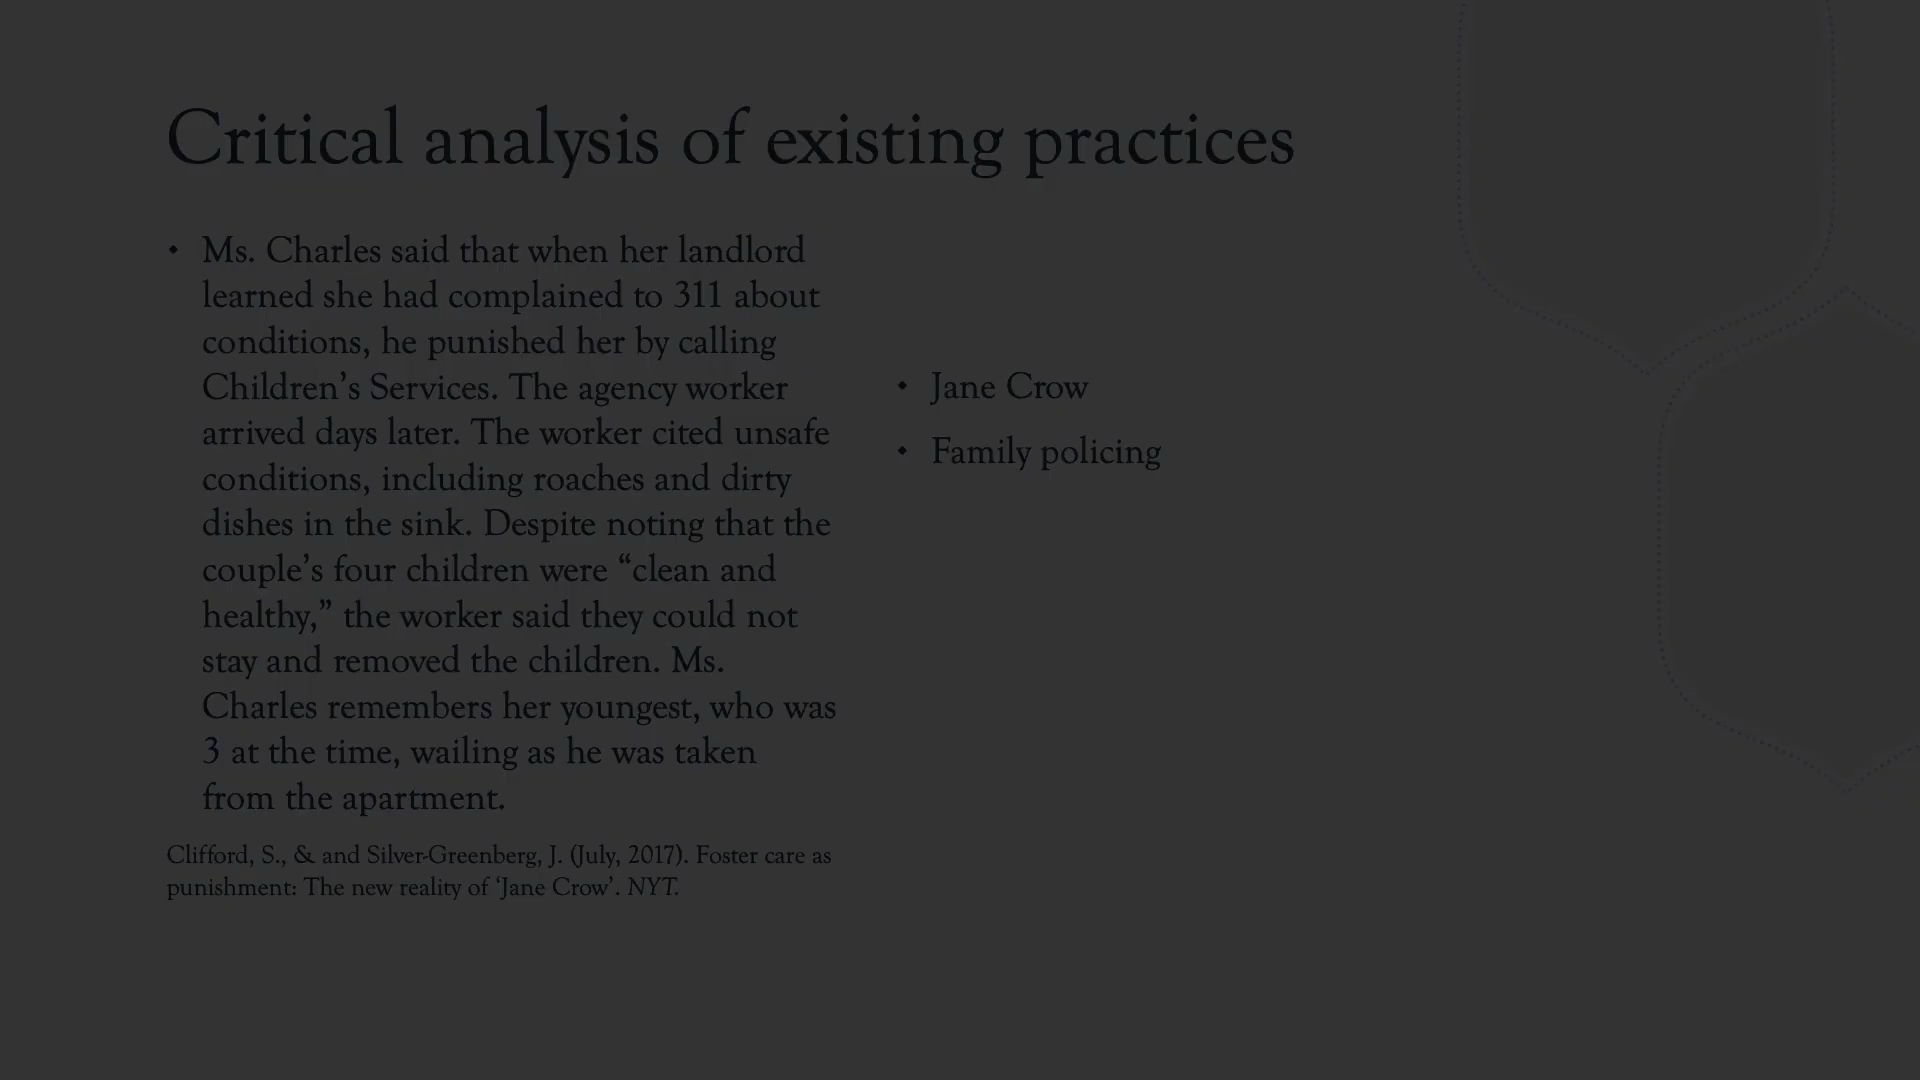 Critical analysis of existing practices
• Ms. Charles said that when her landlord
learned she had complained to 311 about
conditions, he punished her by calling
Children’s Services. The agency worker
arrived days later. The worker cited unsafe
conditions, including roaches and dirty
dishes in the sink. Despite noting that the
couple’s four children were “clean and
healthy,” the worker said they could not
stay and removed the children. Ms.
Charles remembers her youngest, who was
3 at the time, wailing as he was taken
from the apartment.
Clifford, S., & and Silver-Greenberg, J. (July, 2017). Foster care as
punishment: The new reality of ‘Jane Crow’. NYT.
• Jane Crow
• Family policing